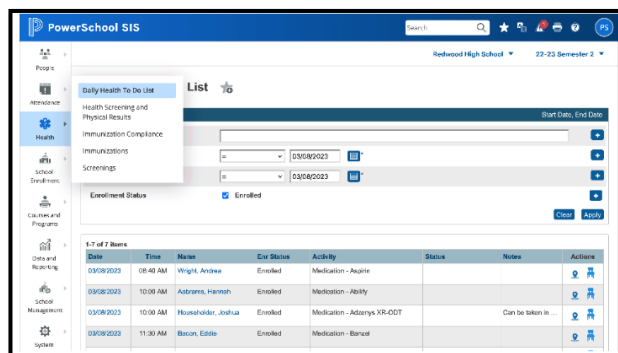 PowerSchool SIS
Search
PS
Redwood High School
22-23 Semester 2
People
Attendance
Health
School
Enrollment
Courses and
Programs
Data and
Reporting
School
Management
System
Daily Health To Do List
Health Screening and
Physical Results
Immunization Compliance
Immunizations
Screenings
List
Start Date, End Date
= 03/08/2023
= 03/08/2023
Enrollment Status Enrolled
Clear Apply
1-7 of 7 items
Date Time Name Enr Status Activity Status Notes Actions
03/08/2023 08:40 AM Wright, Andrea Enrolled Medication - Aspirin
03/08/2023 10:00 AM Aabrams, Hannah Enrolled Medication - Abilify
03/08/2023 10:00 AM Householder, Joshua Enrolled Medication - Adzenys XR-ODT Can be taken in ...
03/08/2023 11:30 AM Bacon, Eddie Enrolled Medication - Banzel